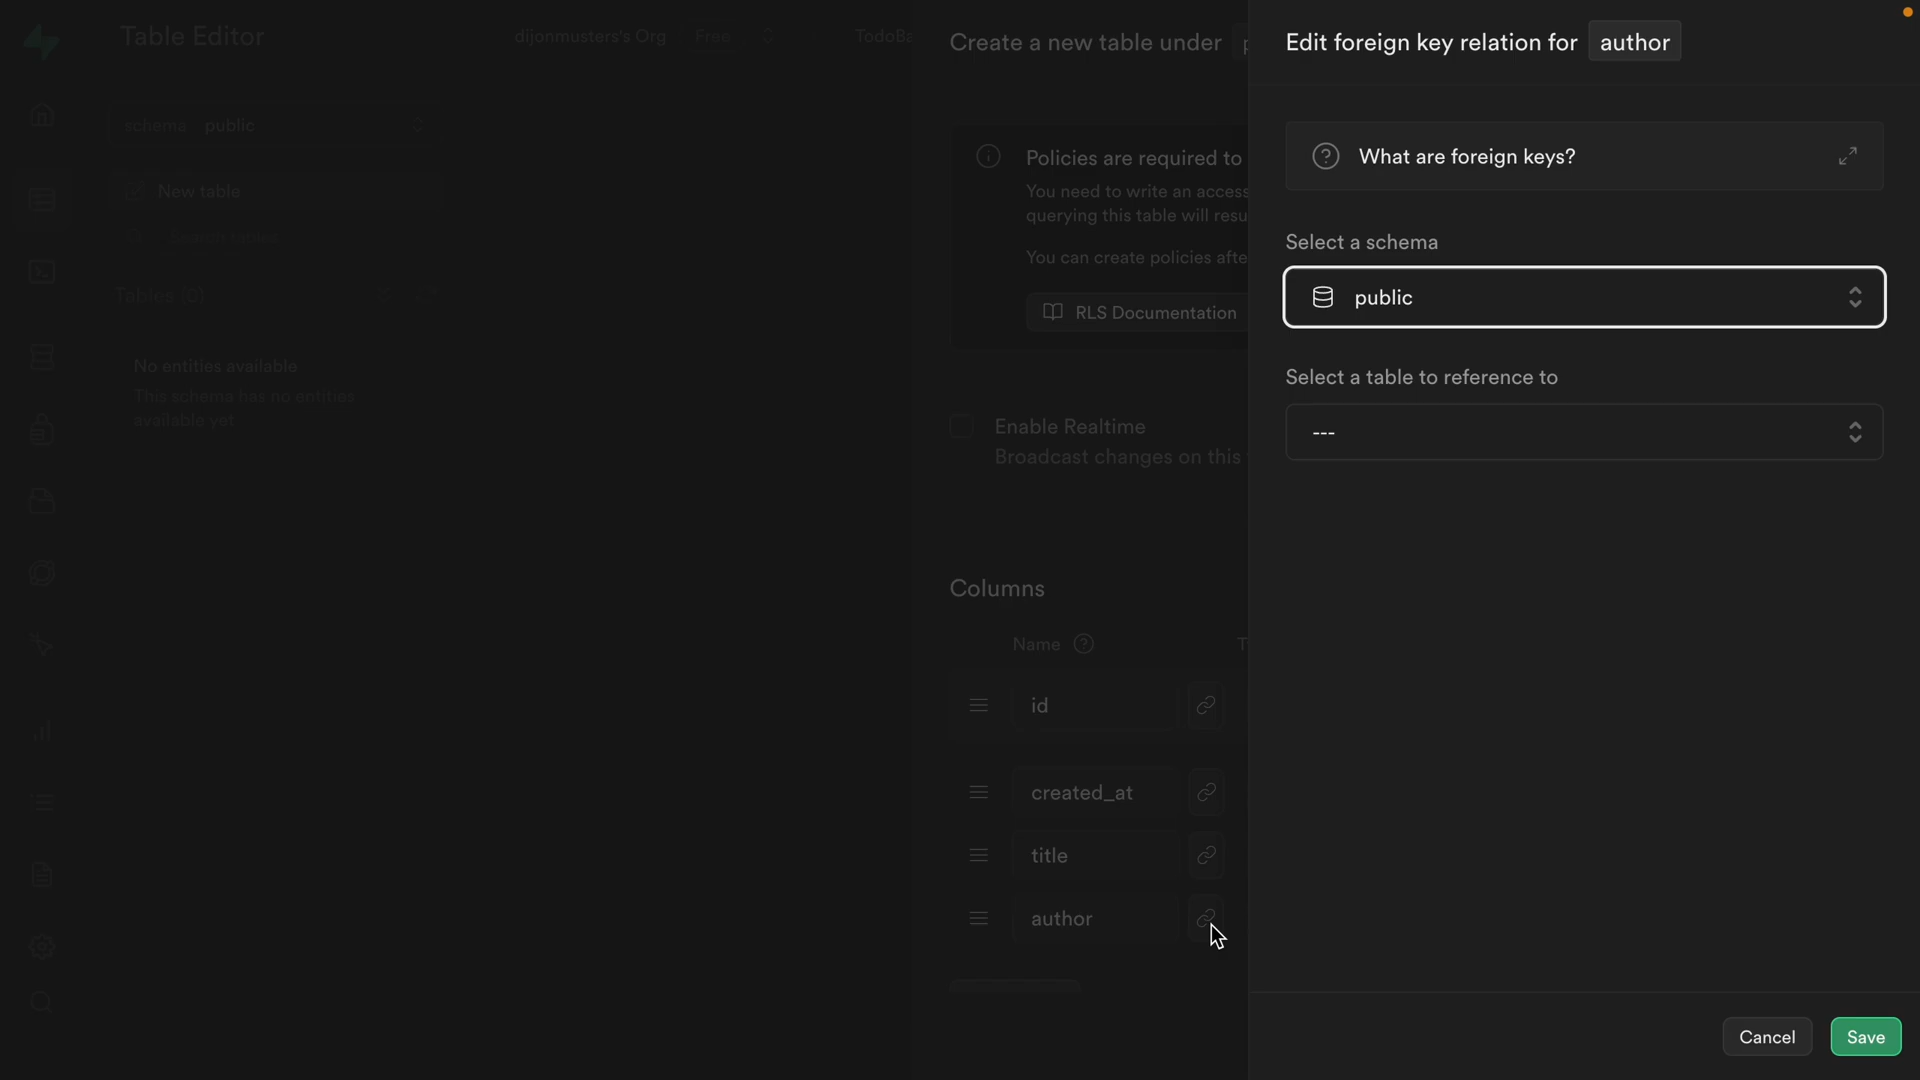 Table Editor
dijonmusters's Org Free
TodoBa
schema public
New table
Search tables
Tables (0)
No entities available
This schema has no entities
available yet
Create a new table under
Policies are required to
You need to write an access
querying this table will resu
You can create policies afte
RLS Documentation
Enable Realtime
Broadcast changes on this
Columns
Name
T
id
created_at
title
author
Edit foreign key relation for author
What are foreign keys?
Select a schema
public
Select a table to reference to
---
Cancel
Save